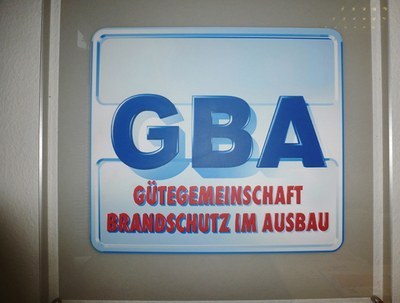 GBA
GÜTEGEMEINSCHAFT
BRANDSCHUTZ IM AUSBAU